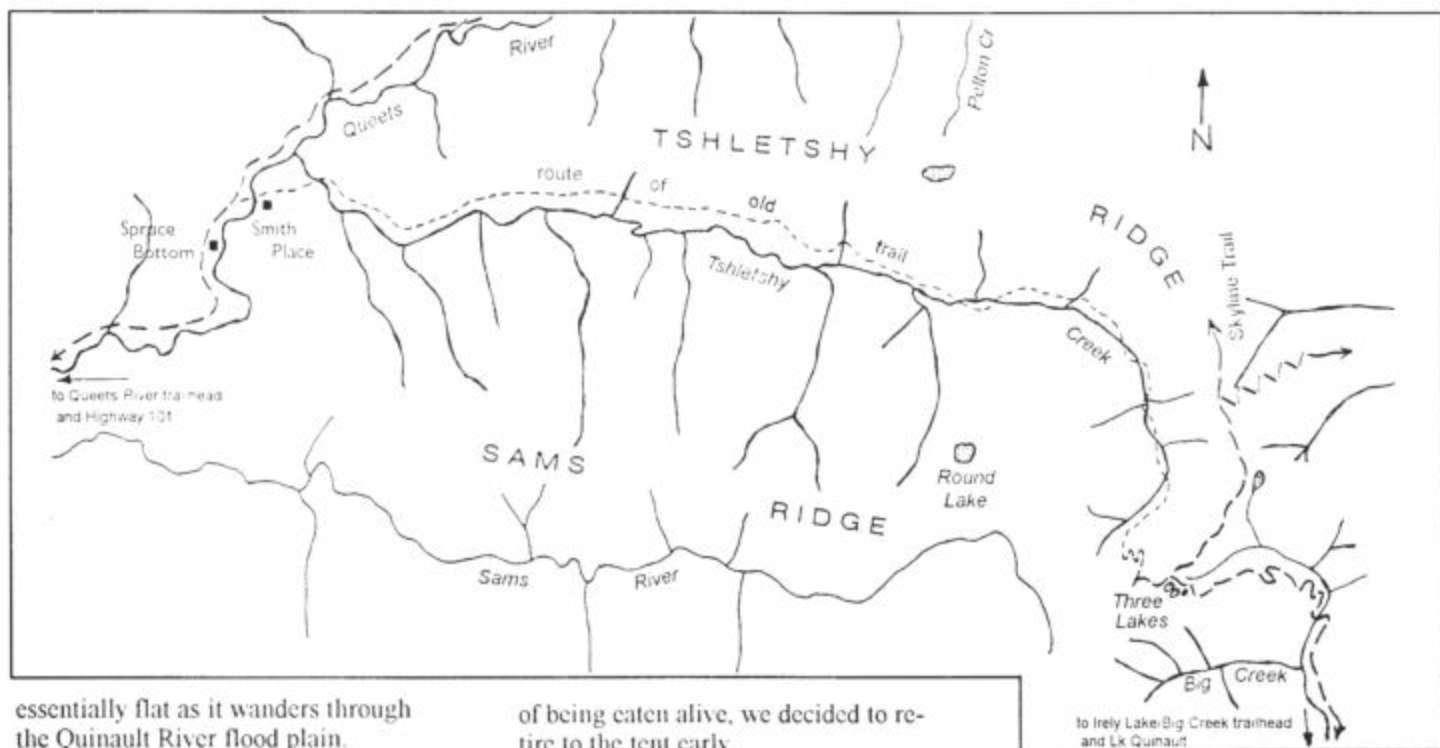 River
Pelton Cr
Queets
TSHLETSHY
N
route of old trail
RIDGE
Skyline Trail
Spruce
Bottom
Smith
Place
Tshletshy
Creek
to Queets River trailhead
and Highway 101
SAMS
Round
Lake
RIDGE
Sams River
Three
Lakes
Big Creek
to Irely Lake/Big Creek trailhead
and Lk Quinault
essentially flat as it wanders through
the Quinault River flood plain.
of being eaten alive, we decided to re-
tire to the tent early.